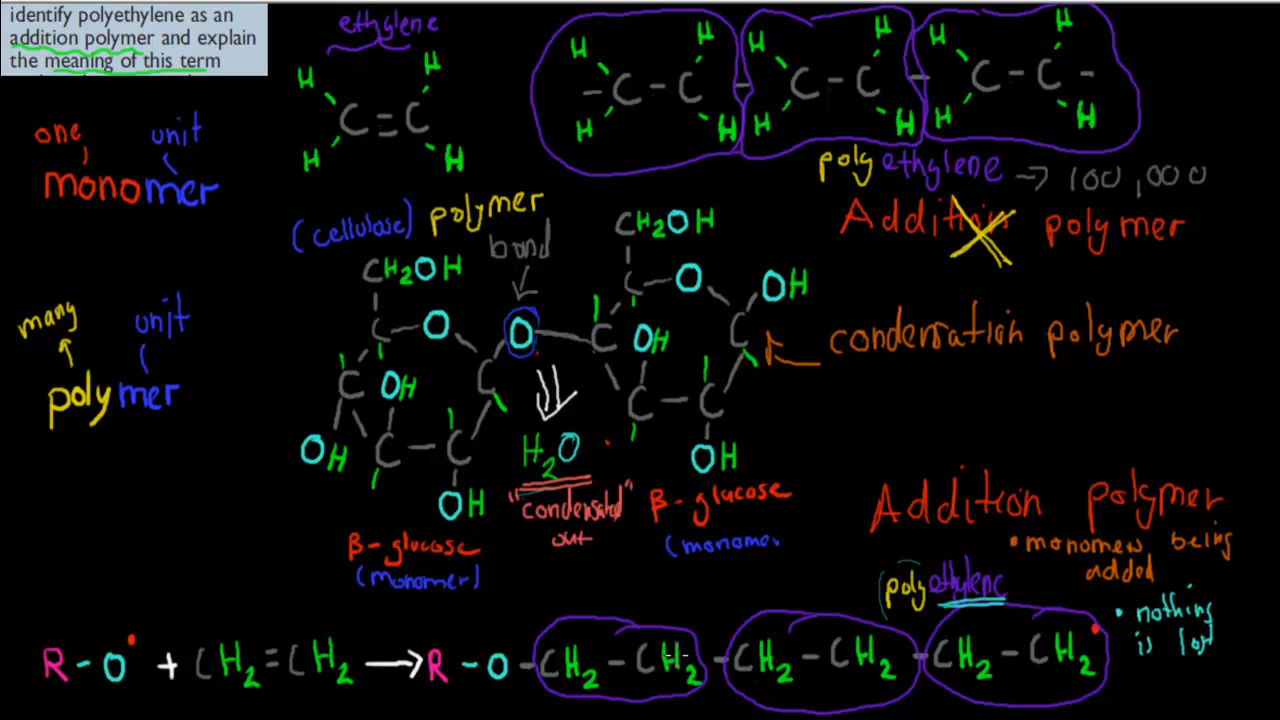 identify polyethylene as an
addition polymer and explain
the meaning of this term
ethylene
H H
C=C
H H
H H H H H H
-C-C-C-C-C-C-
H H H H H H
polyethylene → 100,000
one unit
monomer
Addition polymer
(cellulose) polymer
bond
CH2OH
CH2OH
C O O C O OH
C OH C C OH C
OH C C C C
OH OH
H2O
"condensated"
out
condensation polymer
many unit
polymer
β-glucose
(monomer)
β-glucose
(monomer
Addition polymer
• monomers being
added
polyethylene
• nothing
is
R-O• + CH2=CH2 → R-O-CH2-CH2-CH2-CH2-CH2-CH2•